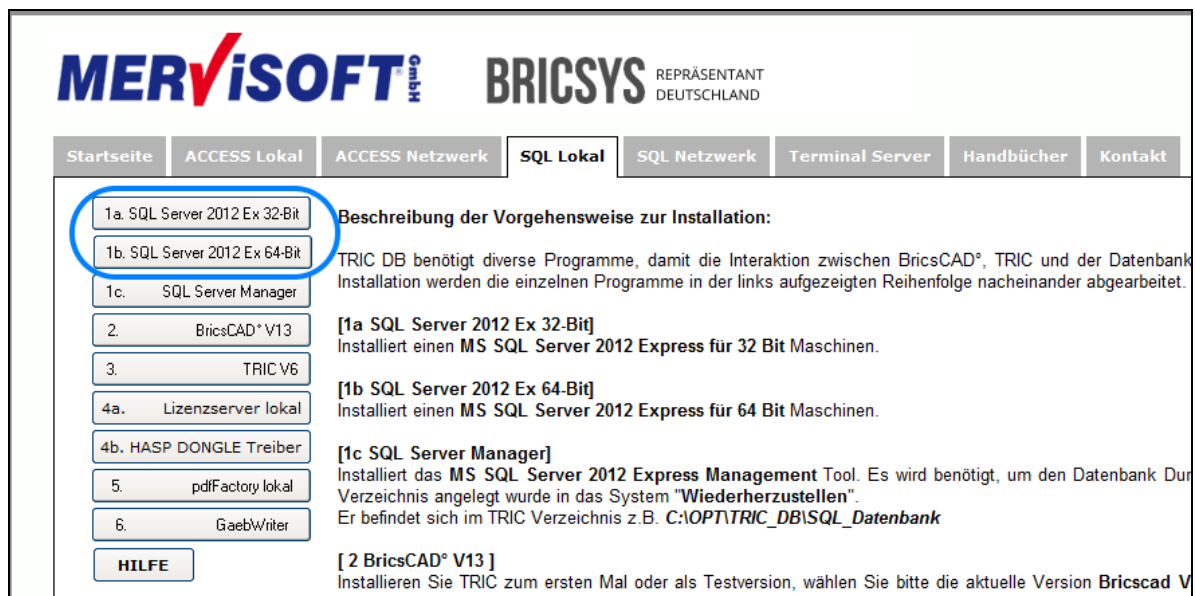 MERViSOFT® GmbH
BRICSYS REPRÄSENTANT
DEUTSCHLAND
Startseite ACCESS Lokal ACCESS Netzwerk SQL Lokal SQL Netzwerk Terminal Server Handbücher Kontakt
1a. SQL Server 2012 Ex 32-Bit
1b. SQL Server 2012 Ex 64-Bit
1c. SQL Server Manager
2. BricsCAD° V13
3. TRIC V6
4a. Lizenzserver lokal
4b. HASP DONGLE Treiber
5. pdfFactory lokal
6. GaebWriter
HILFE
Beschreibung der Vorgehensweise zur Installation:
TRIC DB benötigt diverse Programme, damit die Interaktion zwischen BricsCAD°, TRIC und der Datenbank
Installation werden die einzelnen Programme in der links aufgezeigten Reihenfolge nacheinander abgearbeitet.
[1a SQL Server 2012 Ex 32-Bit]
Installiert einen MS SQL Server 2012 Express für 32 Bit Maschinen.
[1b SQL Server 2012 Ex 64-Bit]
Installiert einen MS SQL Server 2012 Express für 64 Bit Maschinen.
[1c SQL Server Manager]
Installiert das MS SQL Server 2012 Express Management Tool. Es wird benötigt, um den Datenbank Dur
Verzeichnis angelegt wurde in das System "Wiederherzustellen".
Er befindet sich im TRIC Verzeichnis z.B. C:\OPT\TRIC_DB\SQL_Datenbank
[ 2 BricsCAD° V13 ]
Installieren Sie TRIC zum ersten Mal oder als Testversion, wählen Sie bitte die aktuelle Version Bricscad V